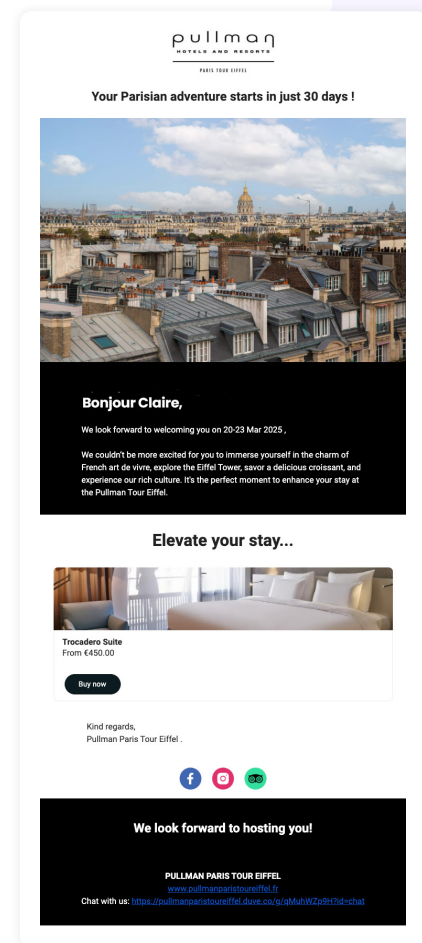 pullman
HOTELS AND RESORTS
PARIS TOUR EIFFEL
Your Parisian adventure starts in just 30 days !
Bonjour Claire,
We look forward to welcoming you on 20-23 Mar 2025 ,
We couldn't be more excited for you to immerse yourself in the charm of
French art de vivre, explore the Eiffel Tower, savor a delicious croissant, and
experience our rich culture. It's the perfect moment to enhance your stay at
the Pullman Tour Eiffel.
Elevate your stay...
Trocadero Suite
From €450.00
Buy now
Kind regards,
Pullman Paris Tour Eiffel .
We look forward to hosting you!
PULLMAN PARIS TOUR EIFFEL
www.pullmanparistoureiffel.fr
Chat with us: https://pullmanparistoureiffel.duve.co/g/qMuhWZp9H?id=chat